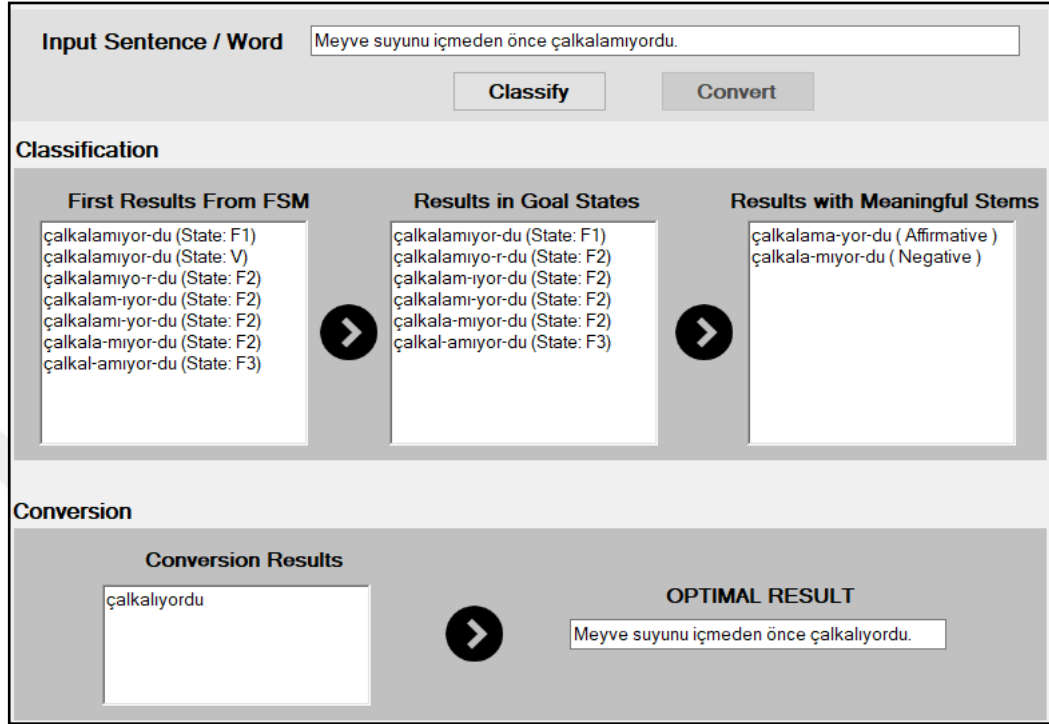 Input Sentence / Word
Meyve suyunu içmeden önce çalkalamıyordu.
Classify
Convert
Classification
First Results From FSM
çalkalamıyor-du (State: F1)
çalkalamıyordu (State: V)
çalkalamıyo-r-du (State: F2)
çalkalam-ıyor-du (State: F2)
çalkalamı-yor-du (State: F2)
çalkala-mıyor-du (State: F2)
çalkal-amıyor-du (State: F3)
Results in Goal States
çalkalamıyor-du (State: F1)
çalkalamıyo-r-du (State: F2)
çalkalam-ıyor-du (State: F2)
çalkalamı-yor-du (State: F2)
çalkala-mıyor-du (State: F2)
çalkal-amıyor-du (State: F3)
Results with Meaningful Stems
çalkalama-yor-du ( Affirmative )
çalkala-mıyor-du ( Negative )
Conversion
Conversion Results
çalkalıyordu
OPTIMAL RESULT
Meyve suyunu içmeden önce çalkalıyordu.